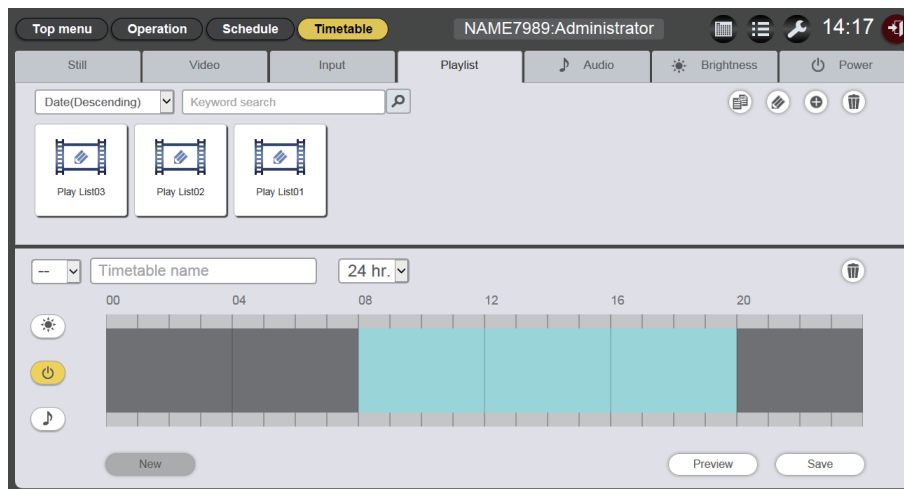 Top menu Operation Schedule Timetable NAME7989:Administrator 14:17
Still Video Input Playlist Audio Brightness Power
Date(Descending) Keyword search
Play List03 Play List02 Play List01
-- Timetable name 24 hr.
00 04 08 12 16 20
New Preview Save